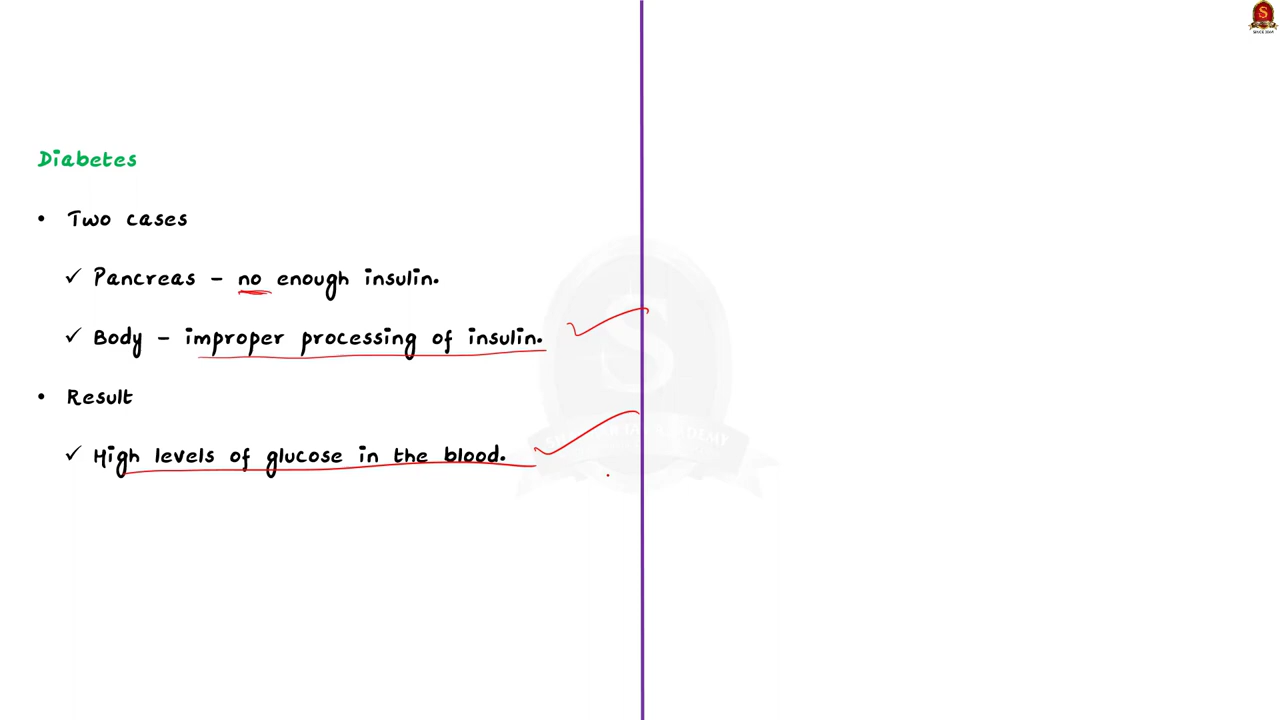 Diabetes
• Two cases
✓ Pancreas – no enough insulin.
✓ Body – improper processing of insulin.
• Result
✓ High levels of glucose in the blood.
S
S